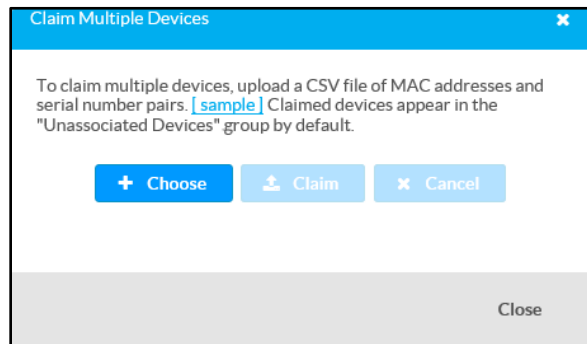 Claim Multiple Devices
To claim multiple devices, upload a CSV file of MAC addresses and
serial number pairs. [ sample ] Claimed devices appear in the
"Unassociated Devices" group by default.
Choose Claim Cancel
Close